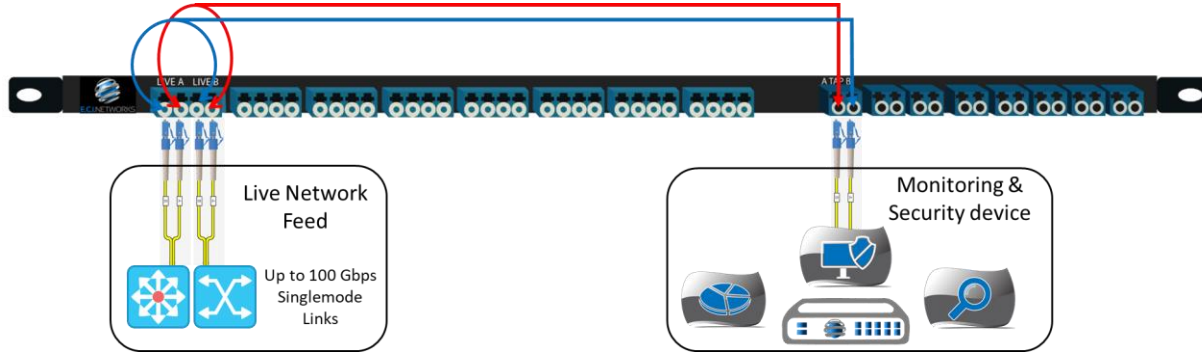 LIVE A LIVE B
A TAP B
E.C.I.NETWORKS
Live Network
Feed
Up to 100 Gbps
Singlemode
Links
Monitoring &
Security device